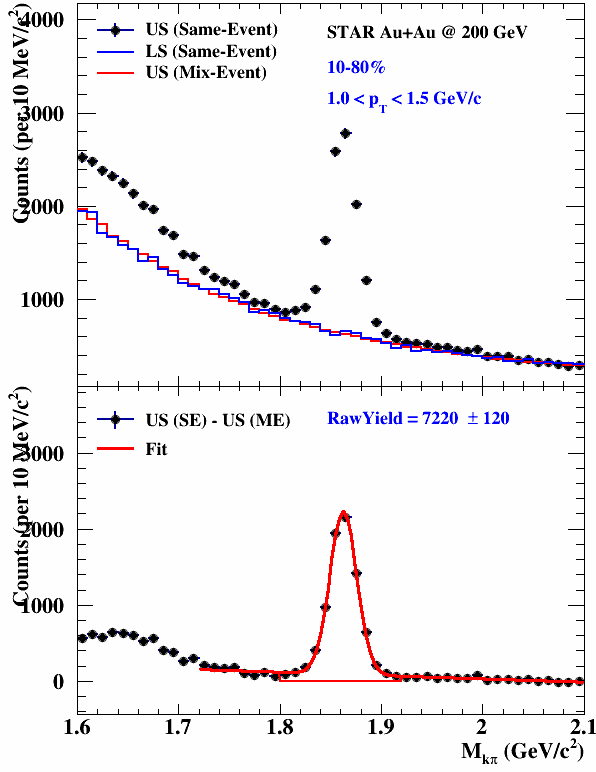 US (Same-Event)
LS (Same-Event)
US (Mix-Event)
STAR Au+Au @ 200 GeV
10-80%
1.0 < p_T < 1.5 GeV/c
Counts (per 10 MeV/c²)
4000
3000
2000
1000
US (SE) - US (ME)
Fit
RawYield = 7220 ± 120
Counts (per 10 MeV/c²)
3000
2000
1000
0
1.6 1.7 1.8 1.9 2 2.1
M_kπ (GeV/c²)